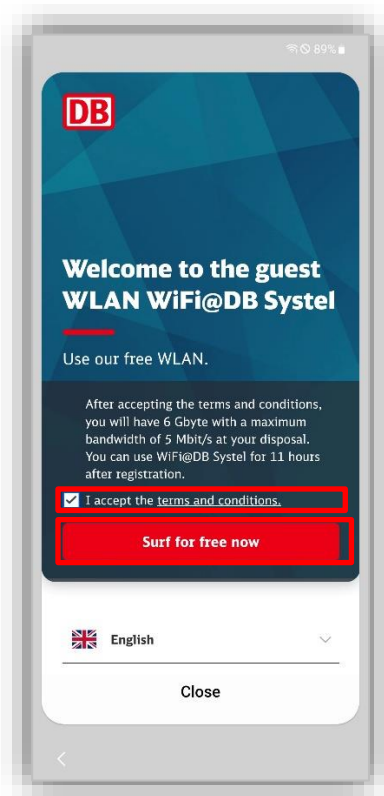 89%
DB
Welcome to the guest
WLAN WiFi@DB Systel
Use our free WLAN.
After accepting the terms and conditions,
you will have 6 Gbyte with a maximum
bandwidth of 5 Mbit/s at your disposal.
You can use WiFi@DB Systel for 11 hours
after registration.
I accept the terms and conditions.
Surf for free now
English
Close